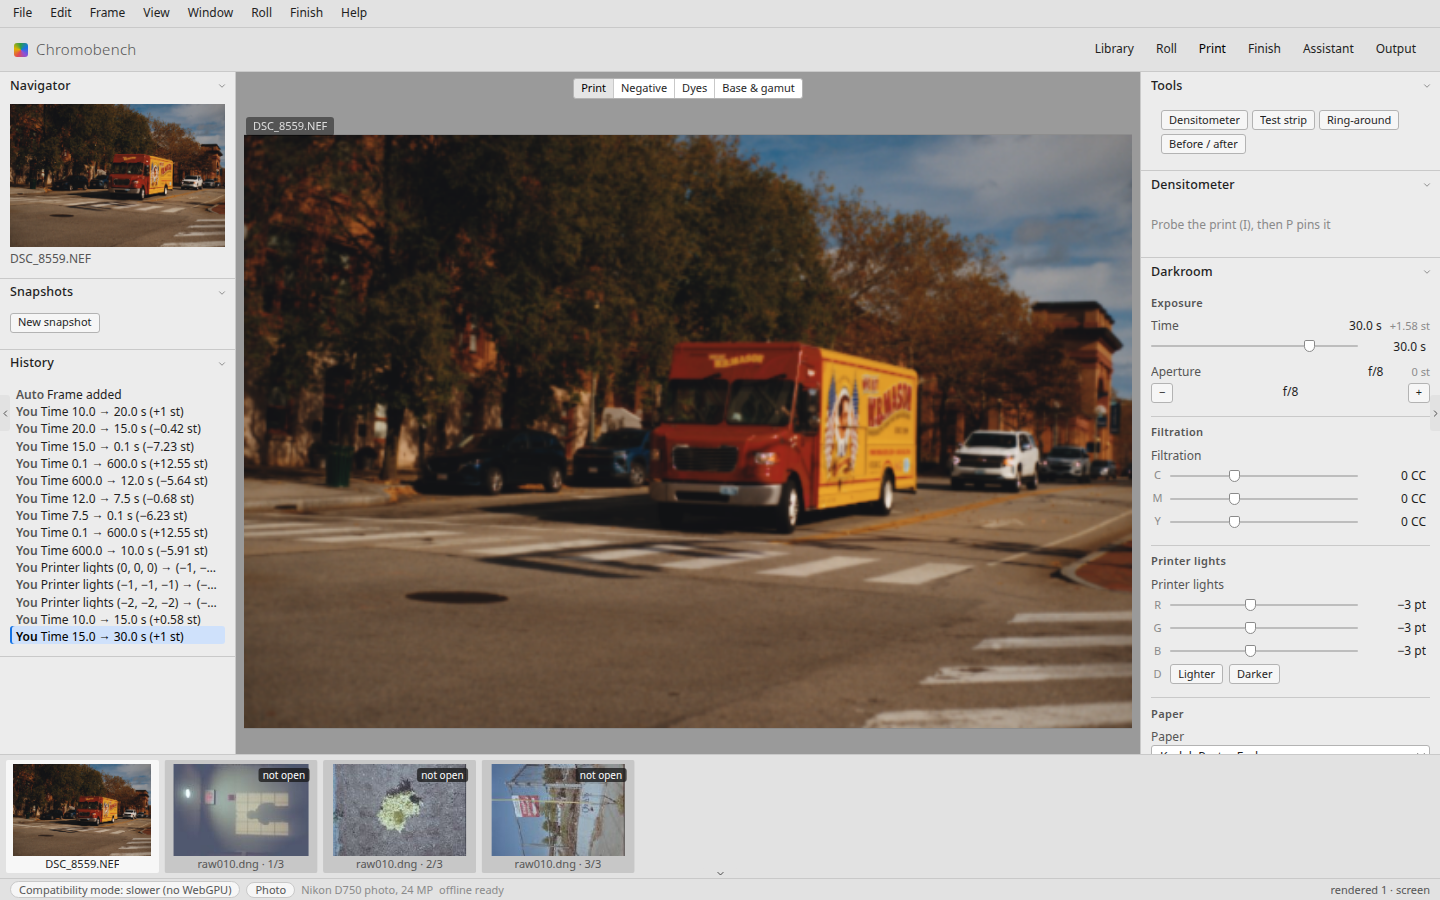 File Edit Frame View Window Roll Finish Help
Chromobench
Library Roll Print Finish Assistant Output
Navigator
DSC_8559.NEF
Snapshots
New snapshot
History
Auto Frame added
You Time 10.0 → 20.0 s (+1 st)
You Time 20.0 → 15.0 s (−0.42 st)
You Time 15.0 → 0.1 s (−7.23 st)
You Time 0.1 → 600.0 s (+12.55 st)
You Time 600.0 → 12.0 s (−5.64 st)
You Time 12.0 → 7.5 s (−0.68 st)
You Time 7.5 → 0.1 s (−6.23 st)
You Time 0.1 → 600.0 s (+12.55 st)
You Time 600.0 → 10.0 s (−5.91 st)
You Printer lights (0, 0, 0) → (−1, −...
You Printer lights (−1, −1, −1) → (−...
You Printer lights (−2, −2, −2) → (−...
You Time 10.0 → 15.0 s (+0.58 st)
You Time 15.0 → 30.0 s (+1 st)
Print Negative Dyes Base & gamut
DSC_8559.NEF
Tools
Densitometer Test strip Ring-around
Before / after
Densitometer
Probe the print (I), then P pins it
Darkroom
Exposure
Time 30.0 s +1.58 st
30.0 s
Aperture f/8 0 st
− f/8 +
Filtration
Filtration
C 0 CC
M 0 CC
Y 0 CC
Printer lights
Printer lights
R −3 pt
G −3 pt
B −3 pt
D Lighter Darker
Paper
Paper
not open
not open
not open
DSC_8559.NEF
raw010.dng · 1/3
raw010.dng · 2/3
raw010.dng · 3/3
Compatibility mode: slower (no WebGPU) Photo Nikon D750 photo, 24 MP offline ready
rendered 1 · screen